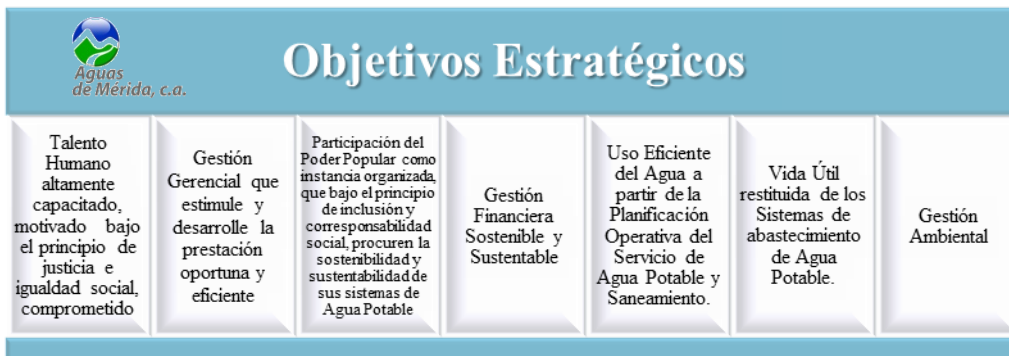 Aguas
de Mérida, c.a.
Objetivos Estratégicos
Talento
Humano
altamente
capacitado,
motivado bajo
el principio de
justicia e
igualdad social,
comprometido
Gestión
Gerencial que
estimule y
desarrolle la
prestación
oportuna y
eficiente
Participación del
Poder Popular como
instancia organizada,
que bajo el principio
de inclusión y
corresponsabilidad
social, procuren la
sostenibilidad y
sustentabilidad de
sus sistemas de
Agua Potable
Gestión
Financiera
Sostenible y
Sustentable
Uso Eficiente
del Agua a
partir de la
Planificación
Operativa del
Servicio de
Agua Potable y
Saneamiento.
Vida Útil
restituida de los
Sistemas de
abastecimiento
de Agua
Potable.
Gestión
Ambiental